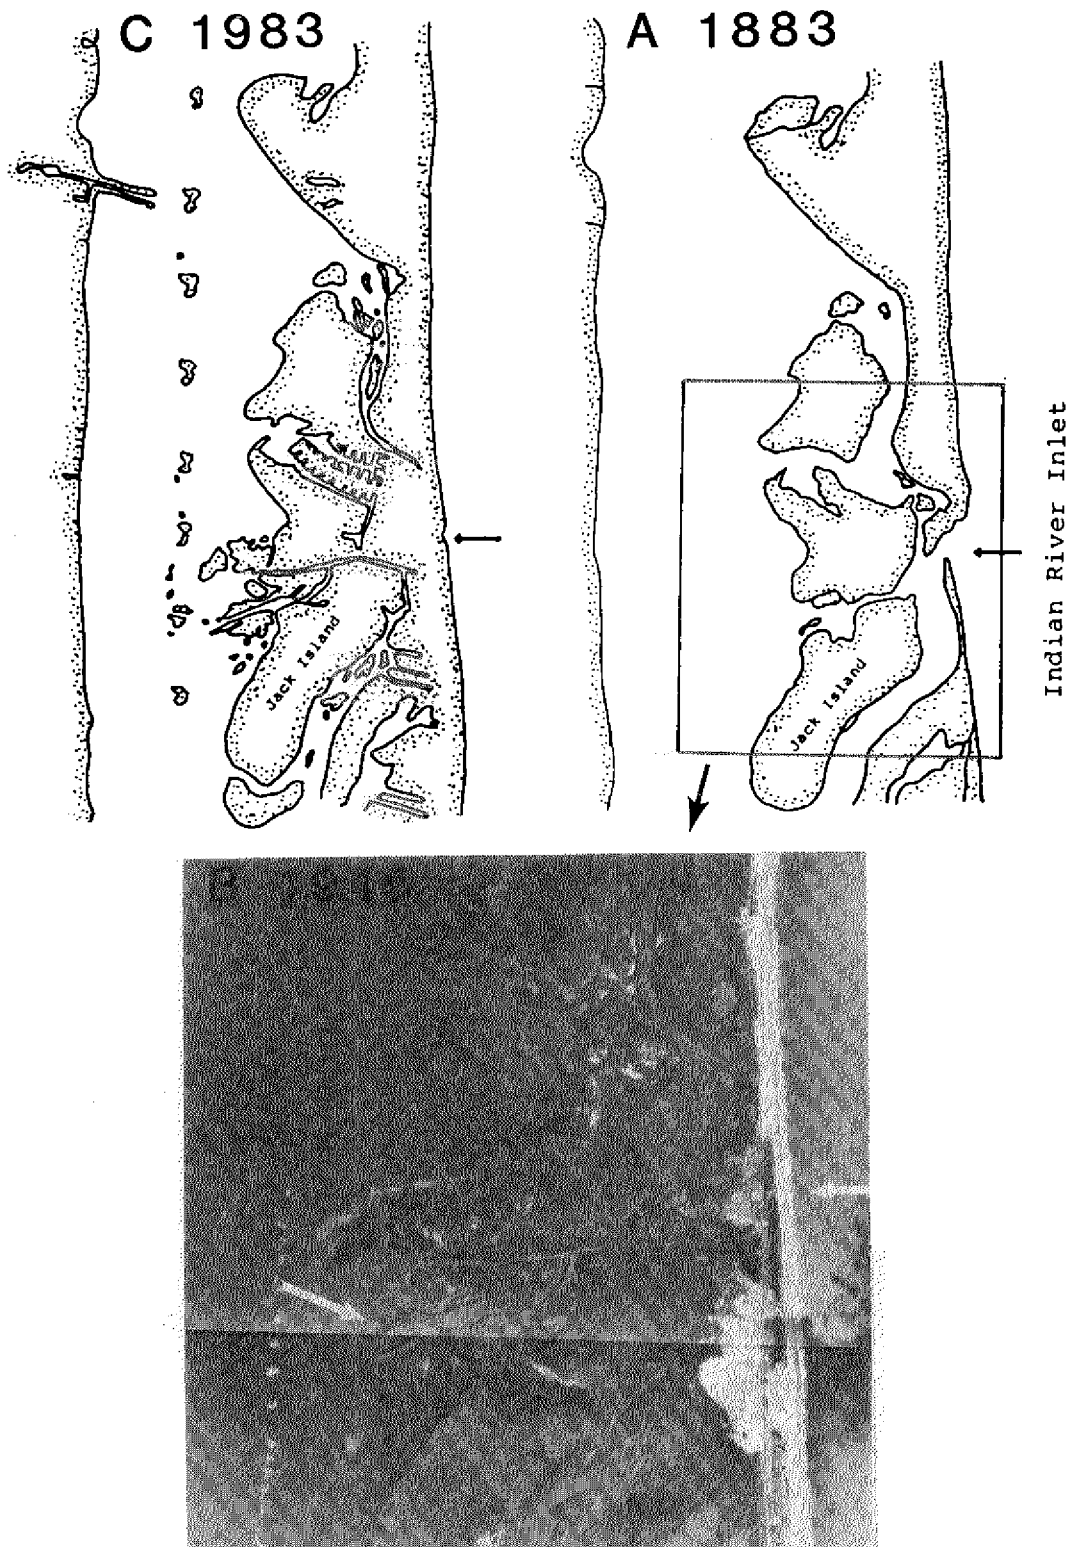 C 1983
A 1883
Indian River Inlet
Jack Island
Jack Island
B